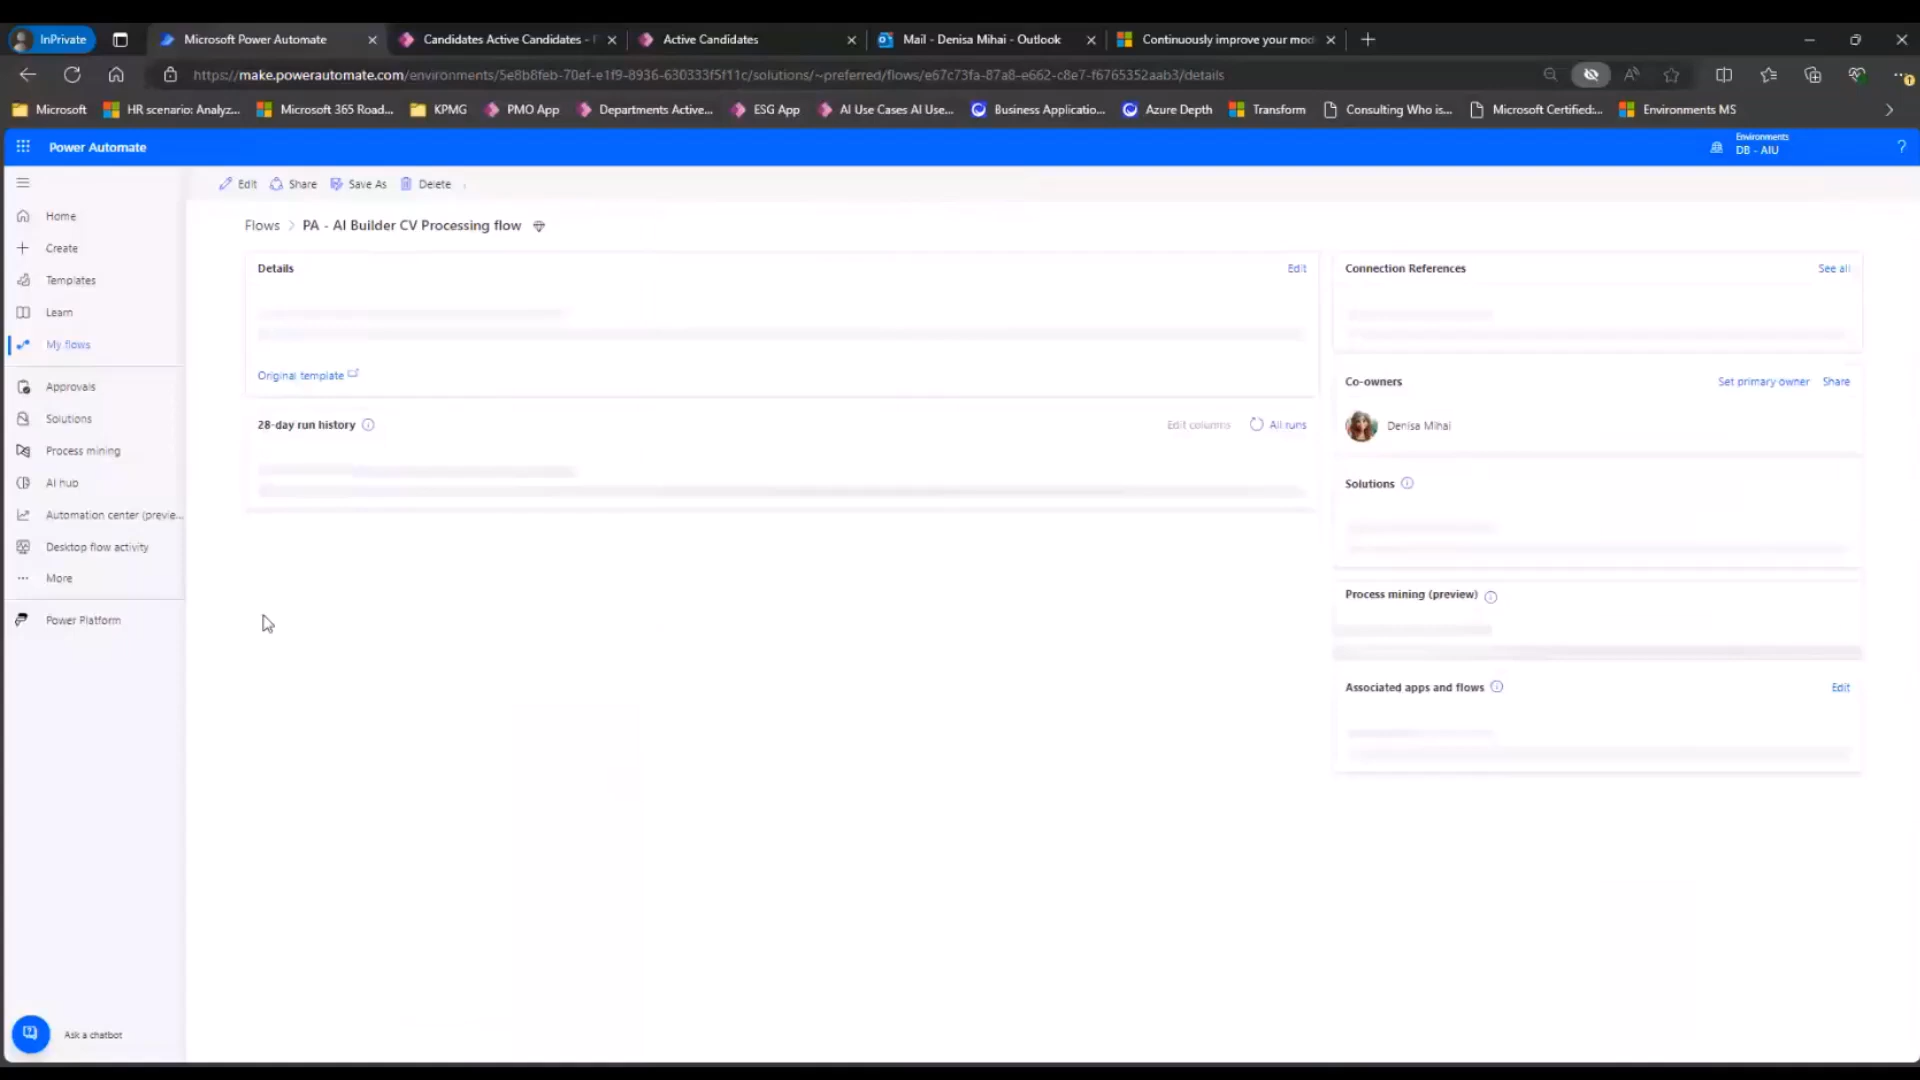 InPrivate
Microsoft Power Automate
Candidates Active Candidates -
Active Candidates
Mail - Denisa Mihai - Outlook
Continuously improve your mod
https://make.powerautomate.com/environments/5e8b8feb-70ef-e1f9-8936-630333f5f11c/solutions/~preferred/flows/e67c73fa-87a8-e662-c8e7-f6765352aab3/details
Microsoft
HR scenario: Analyz...
Microsoft 365 Road...
KPMG
PMO App
Departments Active...
ESG App
AI Use Cases AI Use...
Business Applicatio...
Azure Depth
Transform
Consulting Who is...
Microsoft Certified:...
Environments MS
Power Automate
Environments
DB - AIU
?
Edit
Share
Save As
Delete
Home
Create
Templates
Learn
My flows
Approvals
Solutions
Process mining
AI hub
Automation center (previe...
Desktop flow activity
More
Power Platform
Ask a chatbot
Flows > PA - AI Builder CV Processing flow
Details
Edit
Original template
28-day run history
Edit columns
All runs
Connection References
See all
Co-owners
Set primary owner
Share
Denisa Mihai
Solutions
Process mining (preview)
Associated apps and flows
Edit